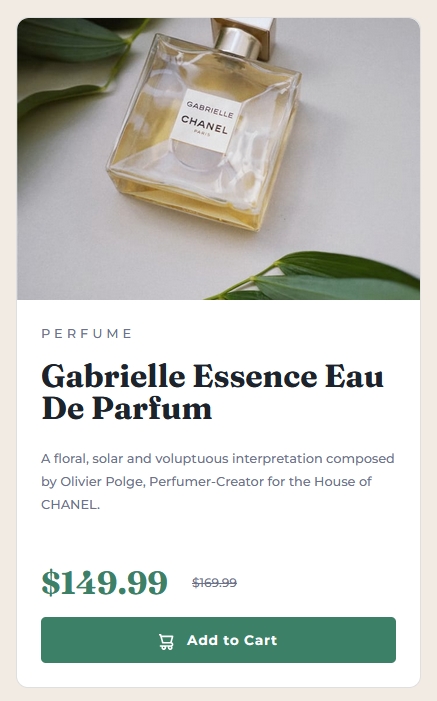 GABRIELLE
CHANEL
PARIS
PERFUME
Gabrielle Essence Eau
De Parfum
A floral, solar and voluptuous interpretation composed
by Olivier Polge, Perfumer-Creator for the House of
CHANEL.
$149.99 $169.99
Add to Cart